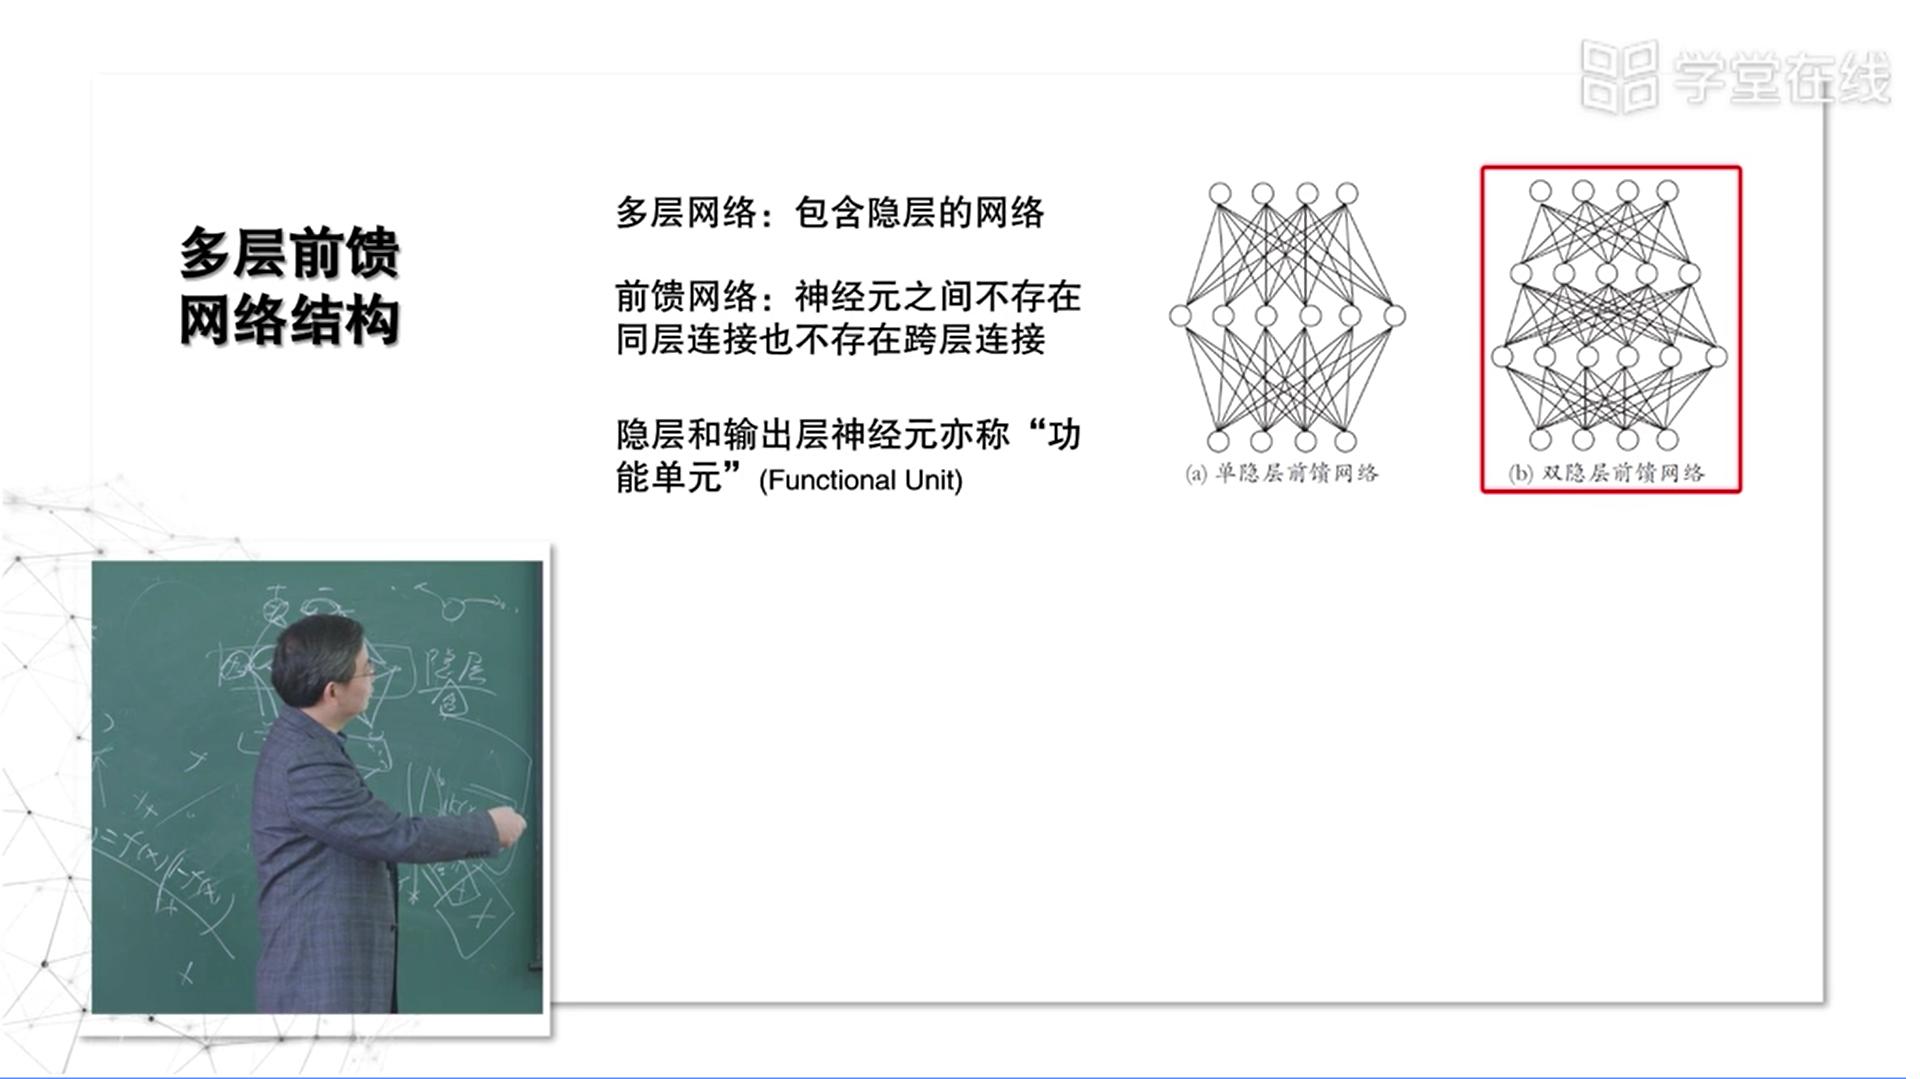 学堂在线
多层前馈
网络结构
多层网络：包含隐层的网络
前馈网络：神经元之间不存在
同层连接也不存在跨层连接
隐层和输出层神经元亦称“功
能单元”(Functional Unit)
(a) 单隐层前馈网络
(b) 双隐层前馈网络
隐层